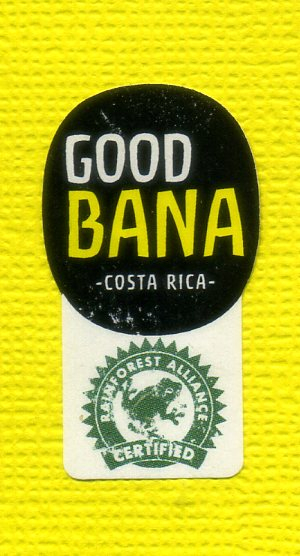 GOOD
BANA
-COSTA RICA-
RAINFOREST ALLIANCE
CERTIFIED